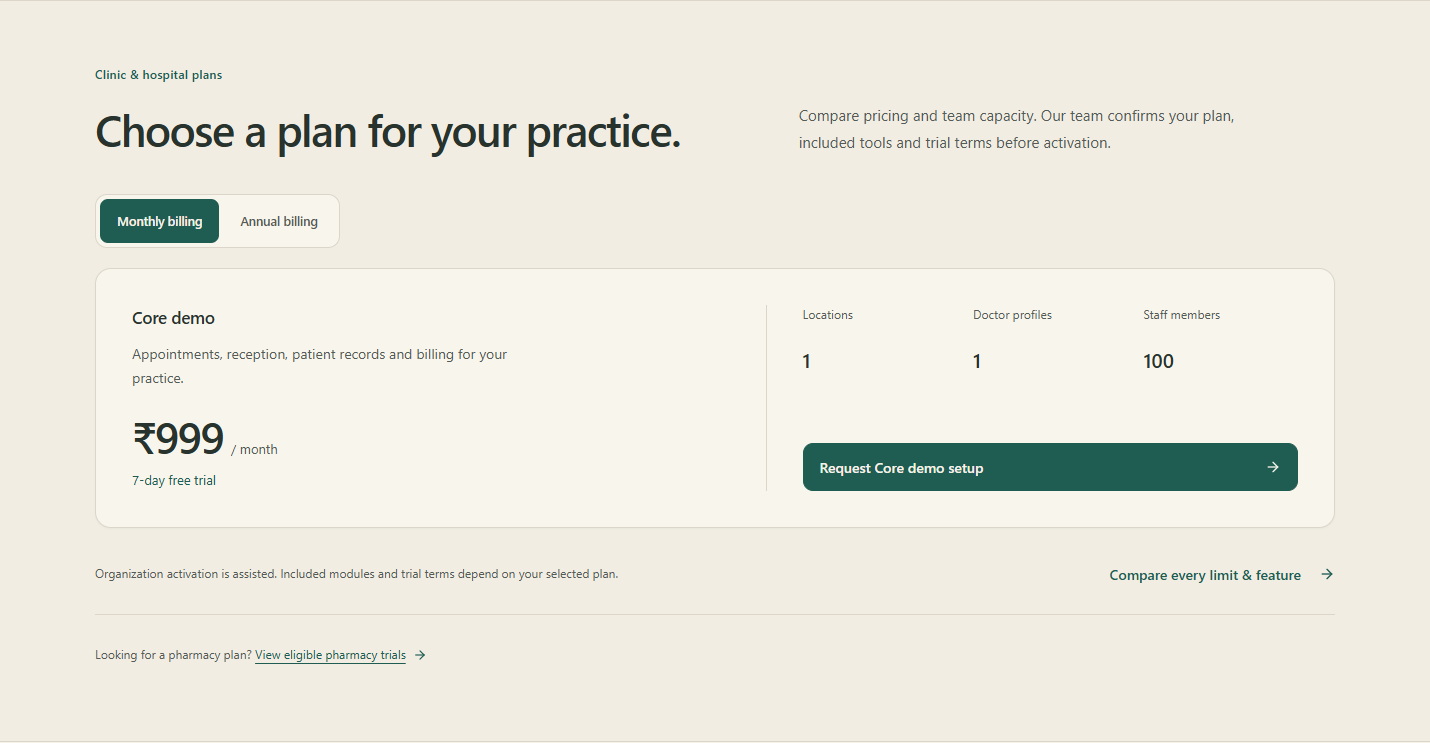 Clinic & hospital plans
Choose a plan for your practice.
Compare pricing and team capacity. Our team confirms your plan,
included tools and trial terms before activation.
Monthly billing
Annual billing
Core demo
Appointments, reception, patient records and billing for your
practice.
₹999 / month
7-day free trial
Locations
Doctor profiles
Staff members
1
1
100
Request Core demo setup →
Organization activation is assisted. Included modules and trial terms depend on your selected plan.
Compare every limit & feature →
Looking for a pharmacy plan? View eligible pharmacy trials →